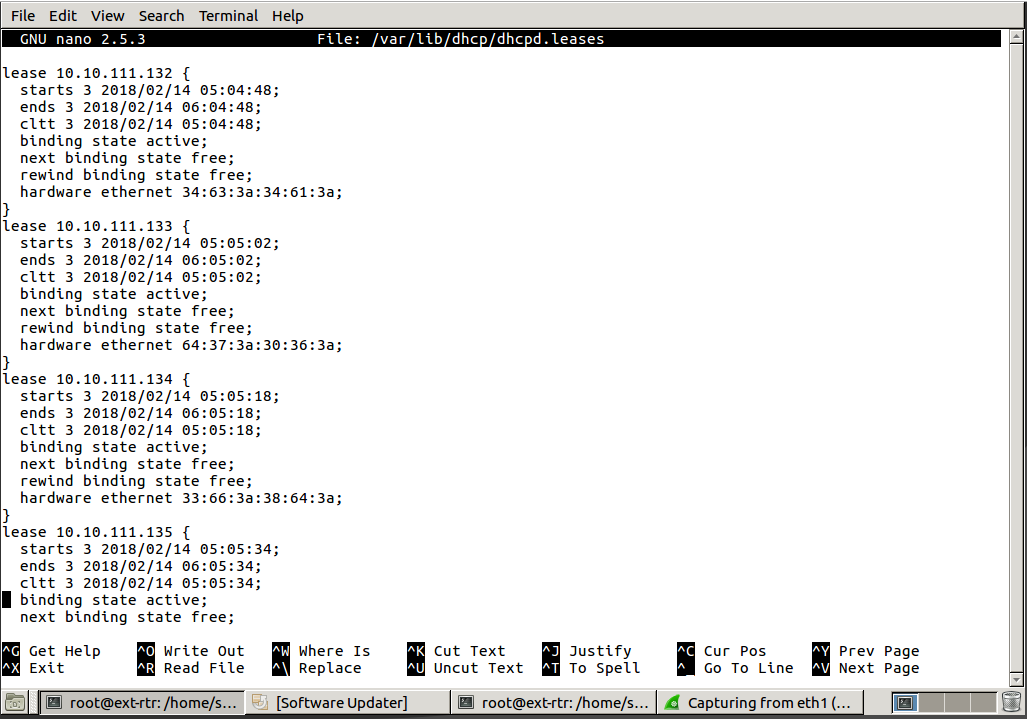 File Edit View Search Terminal Help
GNU nano 2.5.3 File: /var/lib/dhcp/dhcpd.leases
lease 10.10.111.132 {
  starts 3 2018/02/14 05:04:48;
  ends 3 2018/02/14 06:04:48;
  cltt 3 2018/02/14 05:04:48;
  binding state active;
  next binding state free;
  rewind binding state free;
  hardware ethernet 34:63:3a:34:61:3a;
}
lease 10.10.111.133 {
  starts 3 2018/02/14 05:05:02;
  ends 3 2018/02/14 06:05:02;
  cltt 3 2018/02/14 05:05:02;
  binding state active;
  next binding state free;
  rewind binding state free;
  hardware ethernet 64:37:3a:30:36:3a;
}
lease 10.10.111.134 {
  starts 3 2018/02/14 05:05:18;
  ends 3 2018/02/14 06:05:18;
  cltt 3 2018/02/14 05:05:18;
  binding state active;
  next binding state free;
  rewind binding state free;
  hardware ethernet 33:66:3a:38:64:3a;
}
lease 10.10.111.135 {
  starts 3 2018/02/14 05:05:34;
  ends 3 2018/02/14 06:05:34;
  cltt 3 2018/02/14 05:05:34;
  binding state active;
  next binding state free;
^G Get Help ^O Write Out ^W Where Is ^K Cut Text ^J Justify ^C Cur Pos ^Y Prev Page
^X Exit ^R Read File ^\ Replace ^U Uncut Text ^T To Spell ^_ Go To Line ^V Next Page
root@ext-rtr: /home/s... [Software Updater] root@ext-rtr: /home/s... Capturing from eth1 (...